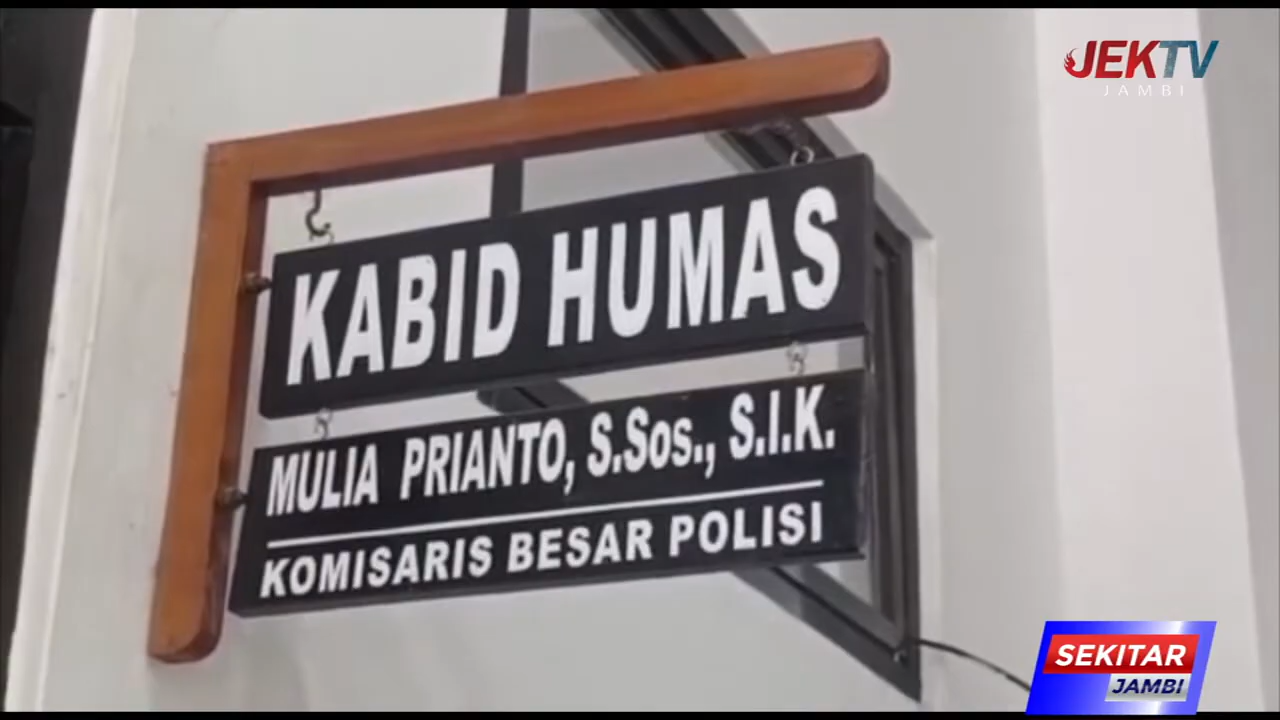 JEKTV
JAMBI
KABID HUMAS
MULIA PRIANTO, S.Sos., S.I.K.
KOMISARIS BESAR POLISI
SEKITAR
JAMBI